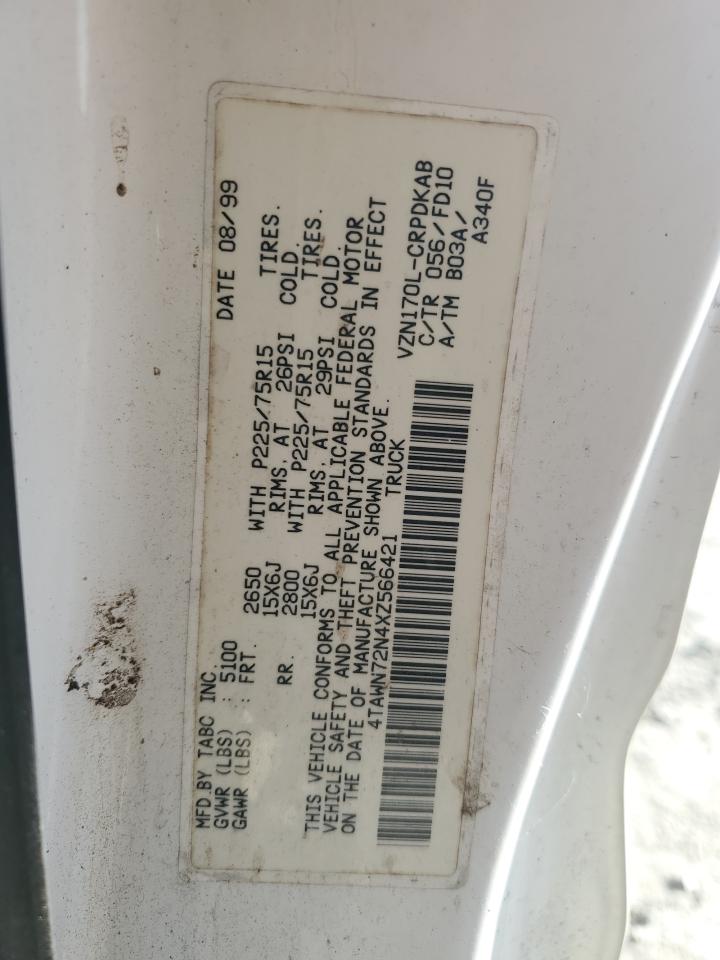 MFD.BY TABC INC. DATE 08/99
GVWR (LBS) : 5100
GAWR (LBS) : FRT. 2650 WITH P225/75R15 TIRES.
15X6J RIMS, AT 26PSI COLD.
RR. 2800 WITH P225/75R15 TIRES.
15X6J RIMS, AT 29PSI COLD.
THIS VEHICLE CONFORMS TO ALL APPLICABLE FEDERAL MOTOR
VEHICLE SAFETY AND THEFT PREVENTION STANDARDS IN EFFECT
ON THE DATE OF MANUFACTURE SHOWN ABOVE.
4TAWN72N4XZ566421 TRUCK
VZN170L-CRPDKAB
C/TR 056/FD10
A/TM B03A/
A340F